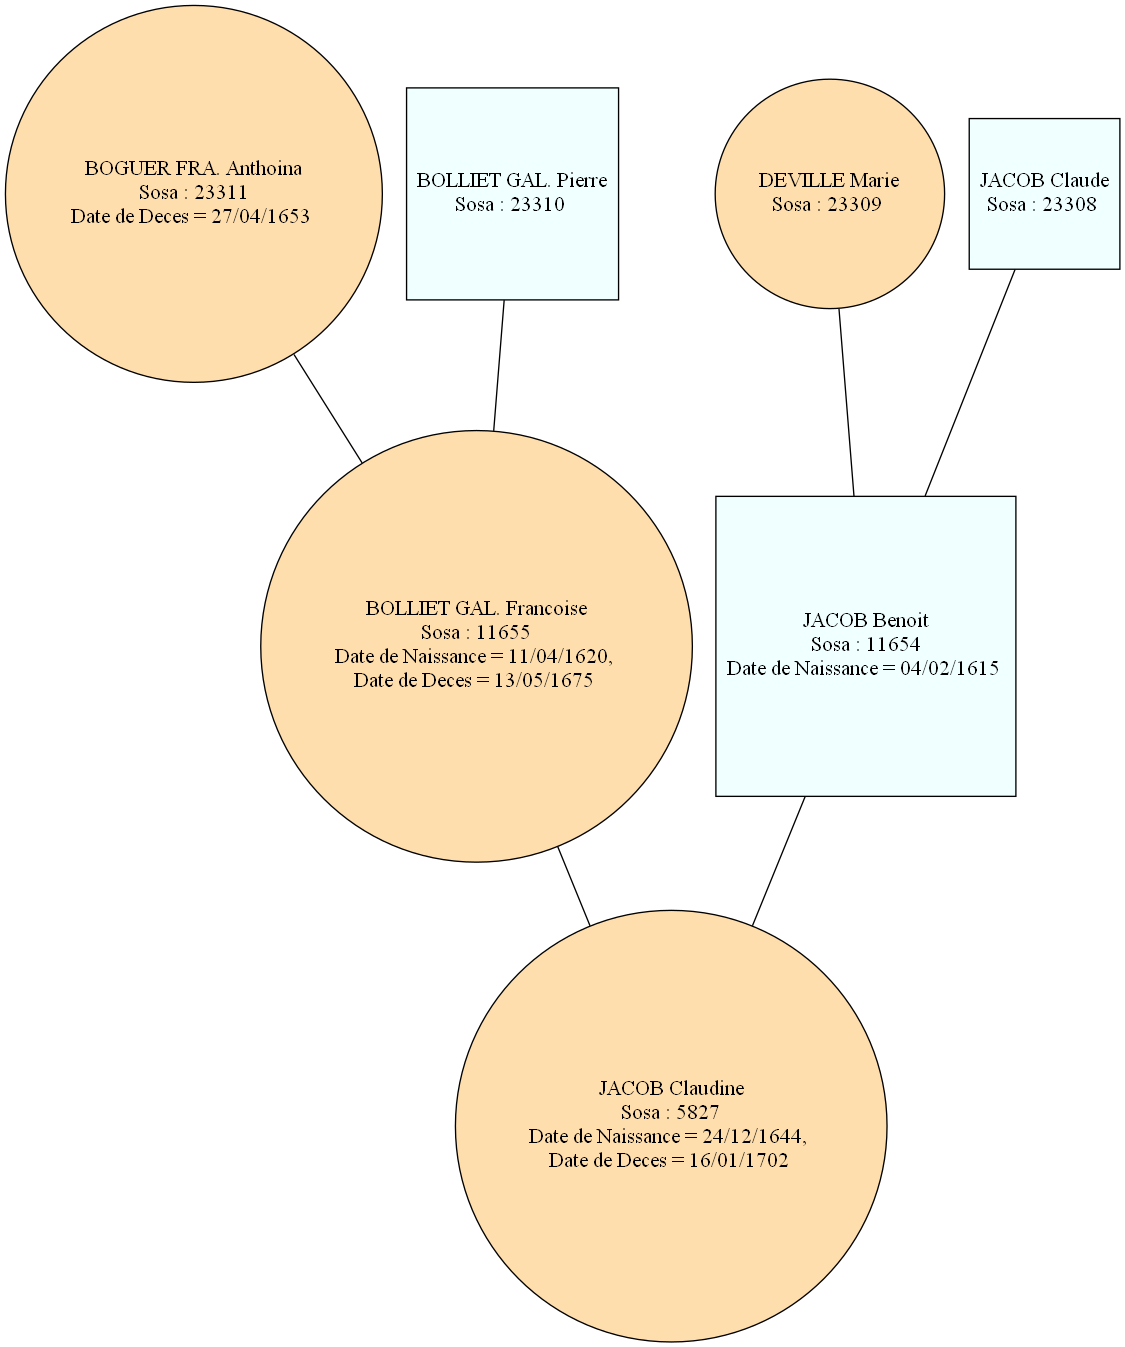 BOGUER FRA. Anthoina
Sosa : 23311
Date de Deces = 27/04/1653
BOLLIET GAL. Pierre
Sosa : 23310
DEVILLE Marie
Sosa : 23309
JACOB Claude
Sosa : 23308
BOLLIET GAL. Francoise
Sosa : 11655
Date de Naissance = 11/04/1620,
Date de Deces = 13/05/1675
JACOB Benoit
Sosa : 11654
Date de Naissance = 04/02/1615
JACOB Claudine
Sosa : 5827
Date de Naissance = 24/12/1644,
Date de Deces = 16/01/1702